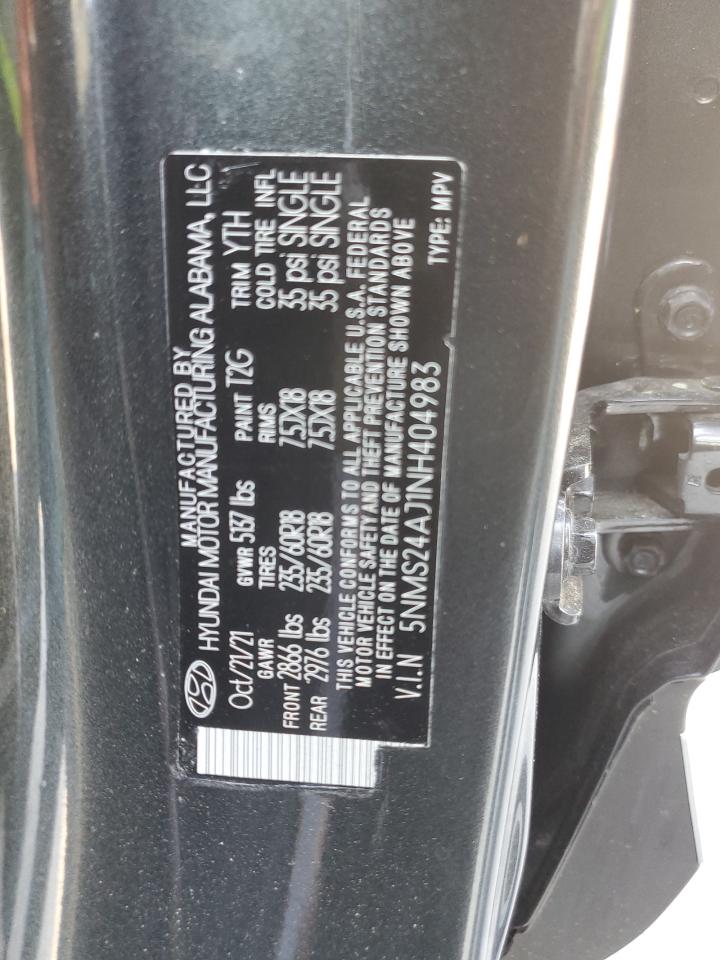 MANUFACTURED BY
HYUNDAI MOTOR MANUFACTURING ALABAMA, LLC
Oct/21/21 GVWR 5137 lbs PAINT T2G TRIM YTH
GAWR TIRES RIMS COLD TIRE INFL
FRONT 2866 lbs 235/60R18 7.5X18 35 psi SINGLE
REAR 2976 lbs 235/60R18 7.5X18 35 psi SINGLE
THIS VEHICLE CONFORMS TO ALL APPLICABLE U.S.A. FEDERAL
MOTOR VEHICLE SAFETY AND THEFT PREVENTION STANDARDS
IN EFFECT ON THE DATE OF MANUFACTURE SHOWN ABOVE
V.I.N 5NMS24AJ1NH404983 TYPE: MPV